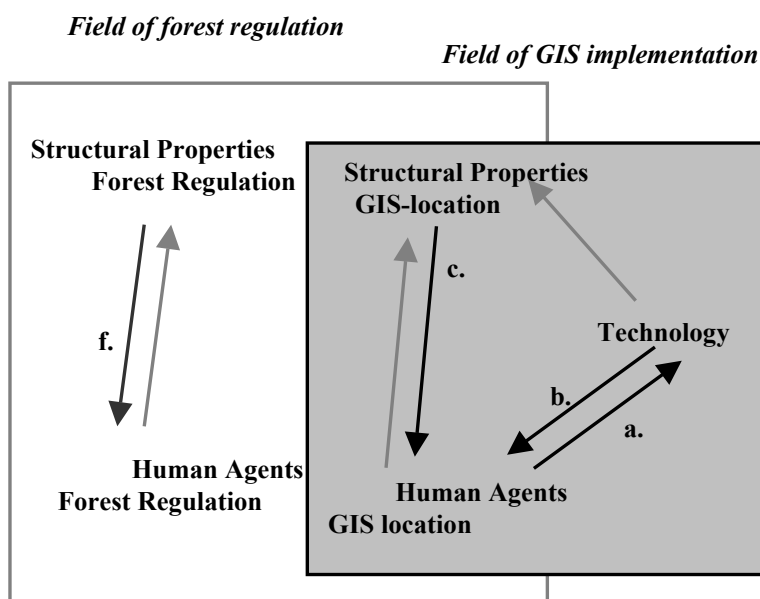 Field of forest regulation
Field of GIS implementation
Structural Properties
Forest Regulation
Structural Properties
GIS-location
c.
Technology
f.
b.
a.
Human Agents
Forest Regulation
Human Agents
GIS location